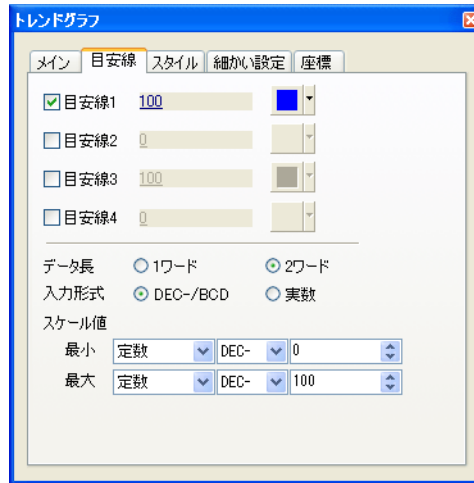 トレンドグラフ
メイン 目安線 スタイル 細かい設定 座標
目安線1 100
目安線2 0
目安線3 100
目安線4 0
データ長 1ワード 2ワード
入力形式 DEC-/BCD 実数
スケール値
最小 定数 DEC- 0
最大 定数 DEC- 100